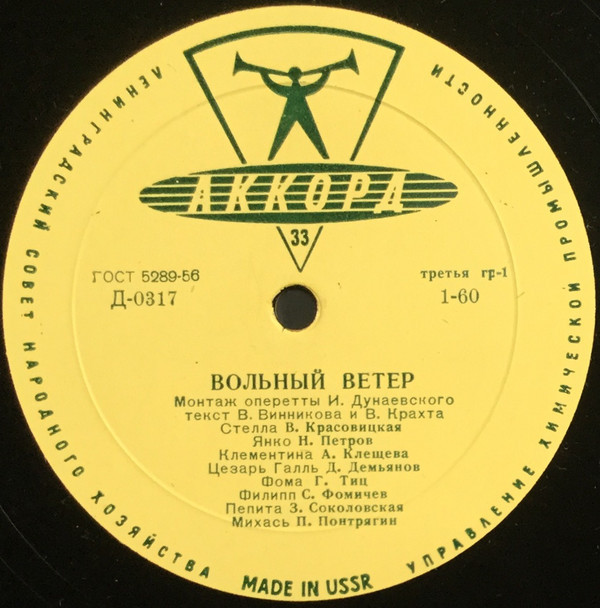 ЛЕНИНГРАДСКИЙ СОВЕТ НАРОДНОГО ХОЗЯЙСТВА
УПРАВЛЕНИЕ ХИМИЧЕСКОЙ ПРОМЫШЛЕННОСТИ
АККОРД
33
ГОСТ 5289-56
третья гр-1
Д-0317
1-60
ВОЛЬНЫЙ ВЕТЕР
Монтаж оперетты И. Дунаевского
текст В. Винникова и В. Крахта
Стелла В. Красовицкая
Янко Н. Петров
Клементина А. Клещева
Цезарь Галль Д. Демьянов
Фома Г. Тиц
Филипп С. Фомичев
Пепита З. Соколовская
Михась П. Понтрягин
MADE IN USSR